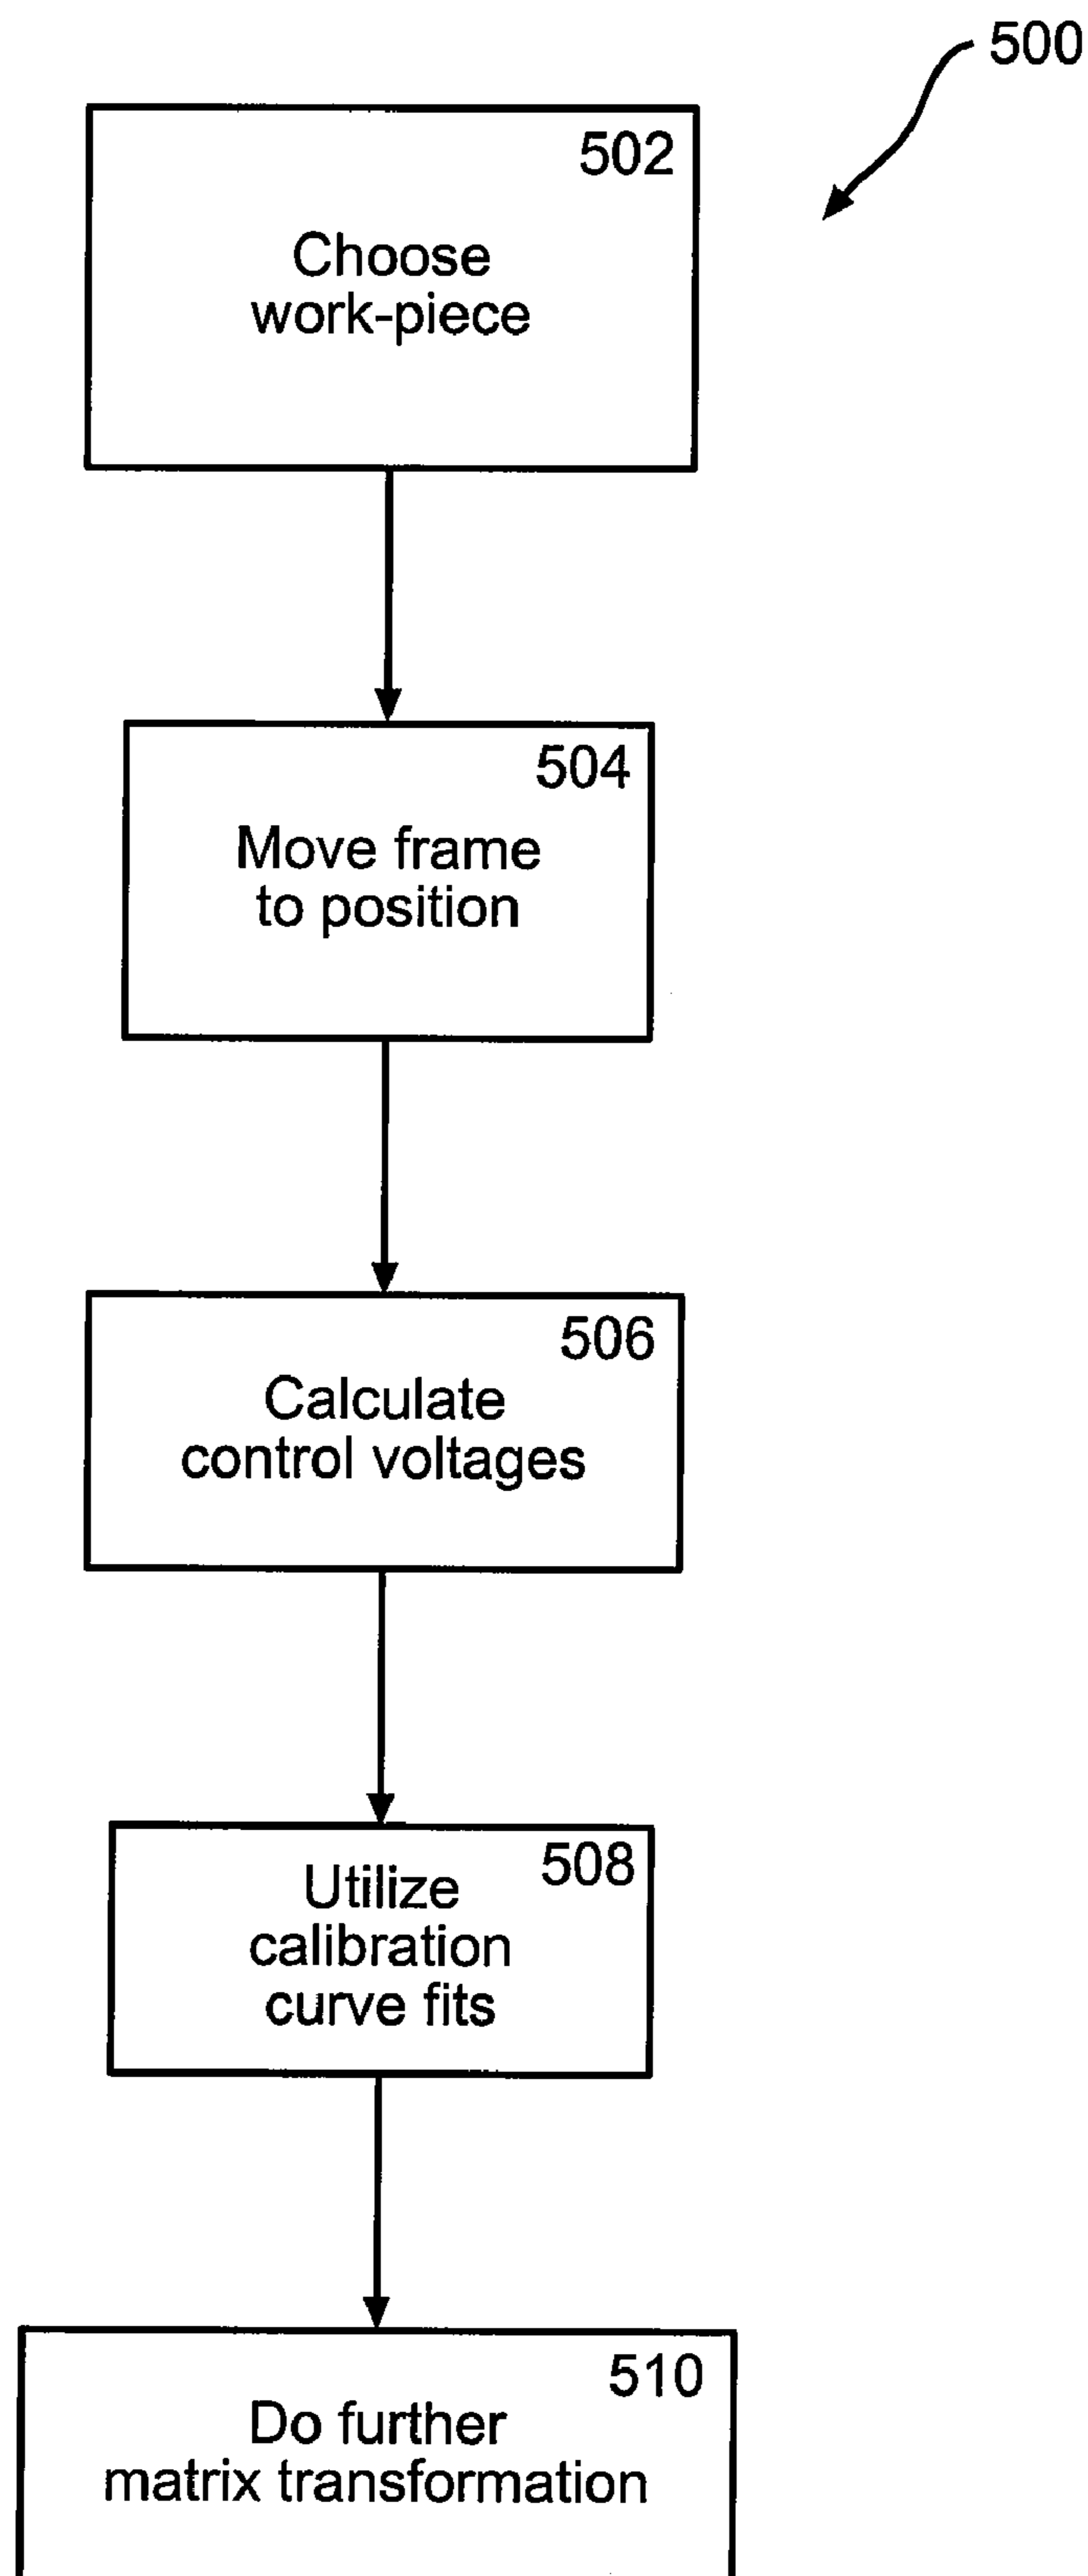 500
502
Choose
work-piece
504
Move frame
to position
506
Calculate
control voltages
508
Utilize
calibration
curve fits
510
Do further
matrix transformation